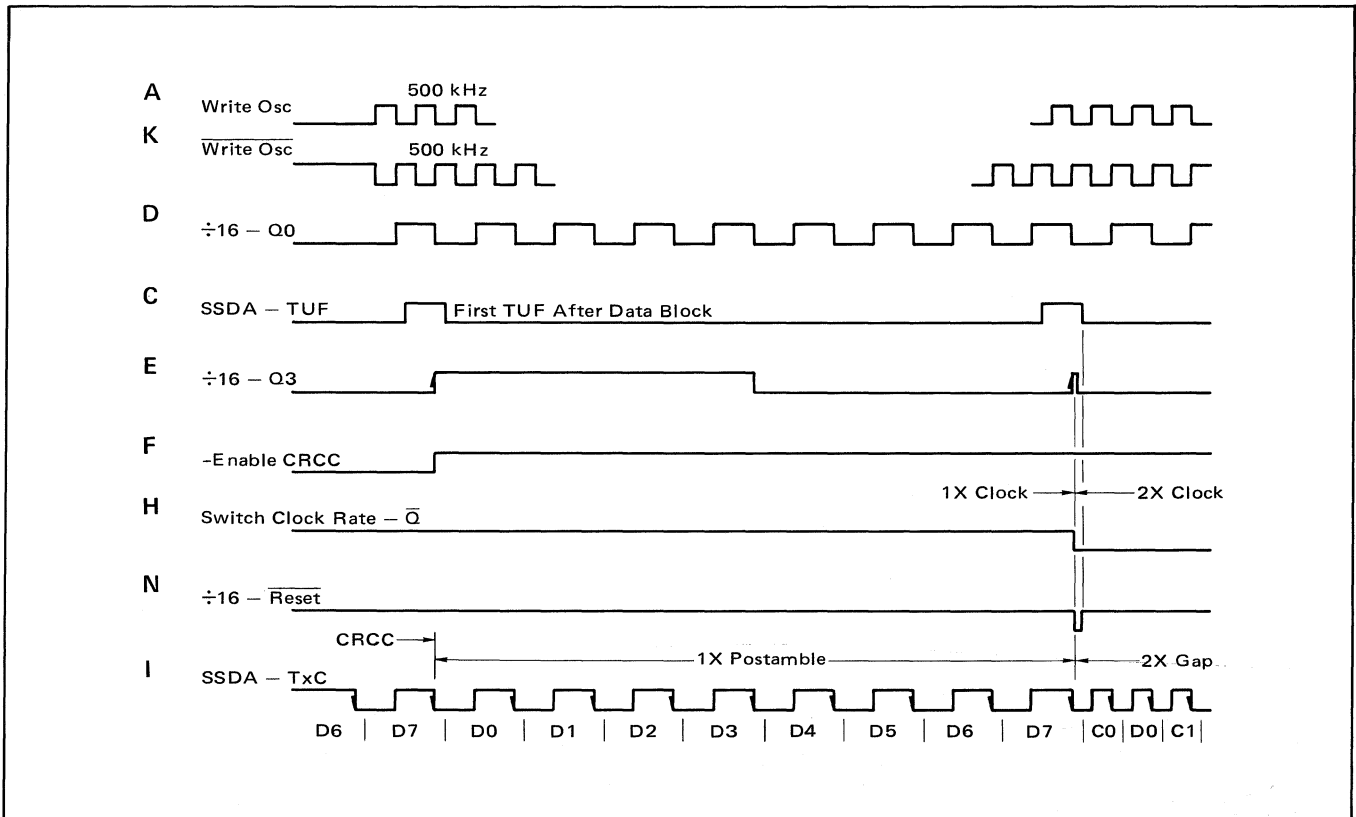 A
Write Osc
500 kHz
K
Write Osc
500 kHz
D
÷16 – Q0
C
SSDA – TUF
First TUF After Data Block
E
÷16 – Q3
F
-Enable CRCC
1X Clock
2X Clock
H
Switch Clock Rate – Q̅
N
÷16 – Reset
CRCC
1X Postamble
2X Gap
I
SSDA – TxC
D6 | D7 | D0 | D1 | D2 | D3 | D4 | D5 | D6 | D7 | C0 | D0 | C1 |